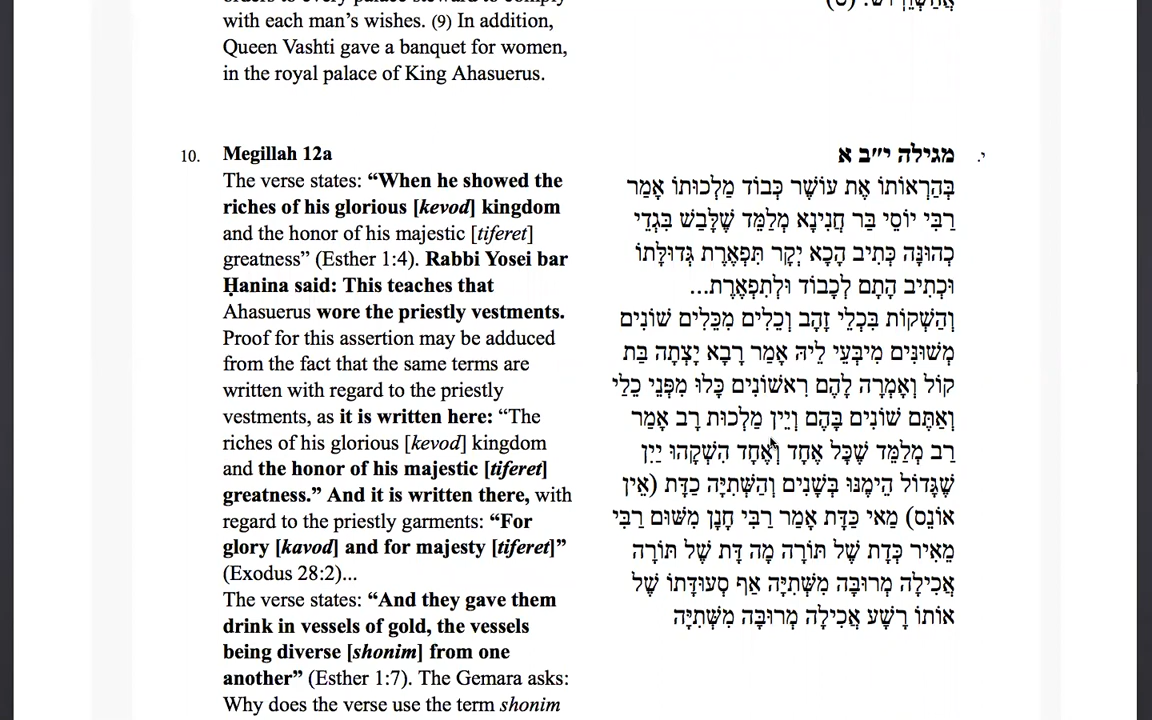 with each man's wishes. (9) In addition,
Queen Vashti gave a banquet for women,
in the royal palace of King Ahasuerus.
10. Megillah 12a
The verse states: “When he showed the
riches of his glorious [kevod] kingdom
and the honor of his majestic [tiferet]
greatness” (Esther 1:4). Rabbi Yosei bar
Ḥanina said: This teaches that
Ahasuerus wore the priestly vestments.
Proof for this assertion may be adduced
from the fact that the same terms are
written with regard to the priestly
vestments, as it is written here: “The
riches of his glorious [kevod] kingdom
and the honor of his majestic [tiferet]
greatness.” And it is written there, with
regard to the priestly garments: “For
glory [kavod] and for majesty [tiferet]”
(Exodus 28:2)...
The verse states: “And they gave them
drink in vessels of gold, the vessels
being diverse [shonim] from one
another” (Esther 1:7). The Gemara asks:
Why does the verse use the term shonim
י. מגילה י״ב א
בְּהַרְאוֹתוֹ אֶת עוֹשֶׁר כְּבוֹד מַלְכוּתוֹ אָמַר
רַבִּי יוֹסֵי בַּר חֲנִינָא מְלַמֵּד שֶׁלָּבַשׁ בִּגְדֵי
כְהוּנָּה כְּתִיב הָכָא יְקָר תִּפְאֶרֶת גְּדוּלָּתוֹ
וּכְתִיב הָתָם לְכָבוֹד וּלְתִפְאָרֶת...
וְהַשְׁקוֹת בִּכְלֵי זָהָב וְכֵלִים מִכֵּלִים שׁוֹנִים
מְשׁוּנִּים מִיבְּעֵי לֵיהּ אָמַר רָבָא יָצְתָה בַּת
קוֹל וְאָמְרָה לָהֶם רִאשׁוֹנִים כָּלוּ מִפְּנֵי כֵלַי
וְאַתֶּם שׁוֹנִים בָּהֶם וְיֵין מַלְכוּת רָב אָמַר
רַב מְלַמֵּד שֶׁכׇּל אֶחָד וְאֶחָד הִשְׁקָהוּ יַיִן
שֶׁגָּדוֹל הֵימֶנּוּ בְּשָׁנִים וְהַשְּׁתִיָּה כַדָּת (אֵין
אוֹנֵס) מַאי כַּדָּת אָמַר רַבִּי חָנָן מִשּׁוּם רַבִּי
מֵאִיר כְּדָת שֶׁל תּוֹרָה מָה דָּת שֶׁל תּוֹרָה
אֲכִילָה מְרוּבָּה מִשְּׁתִיָּה אַף סְעוּדָּתוֹ שֶׁל
אוֹתוֹ רָשָׁע אֲכִילָה מְרוּבָּה מִשְּׁתִיָּה